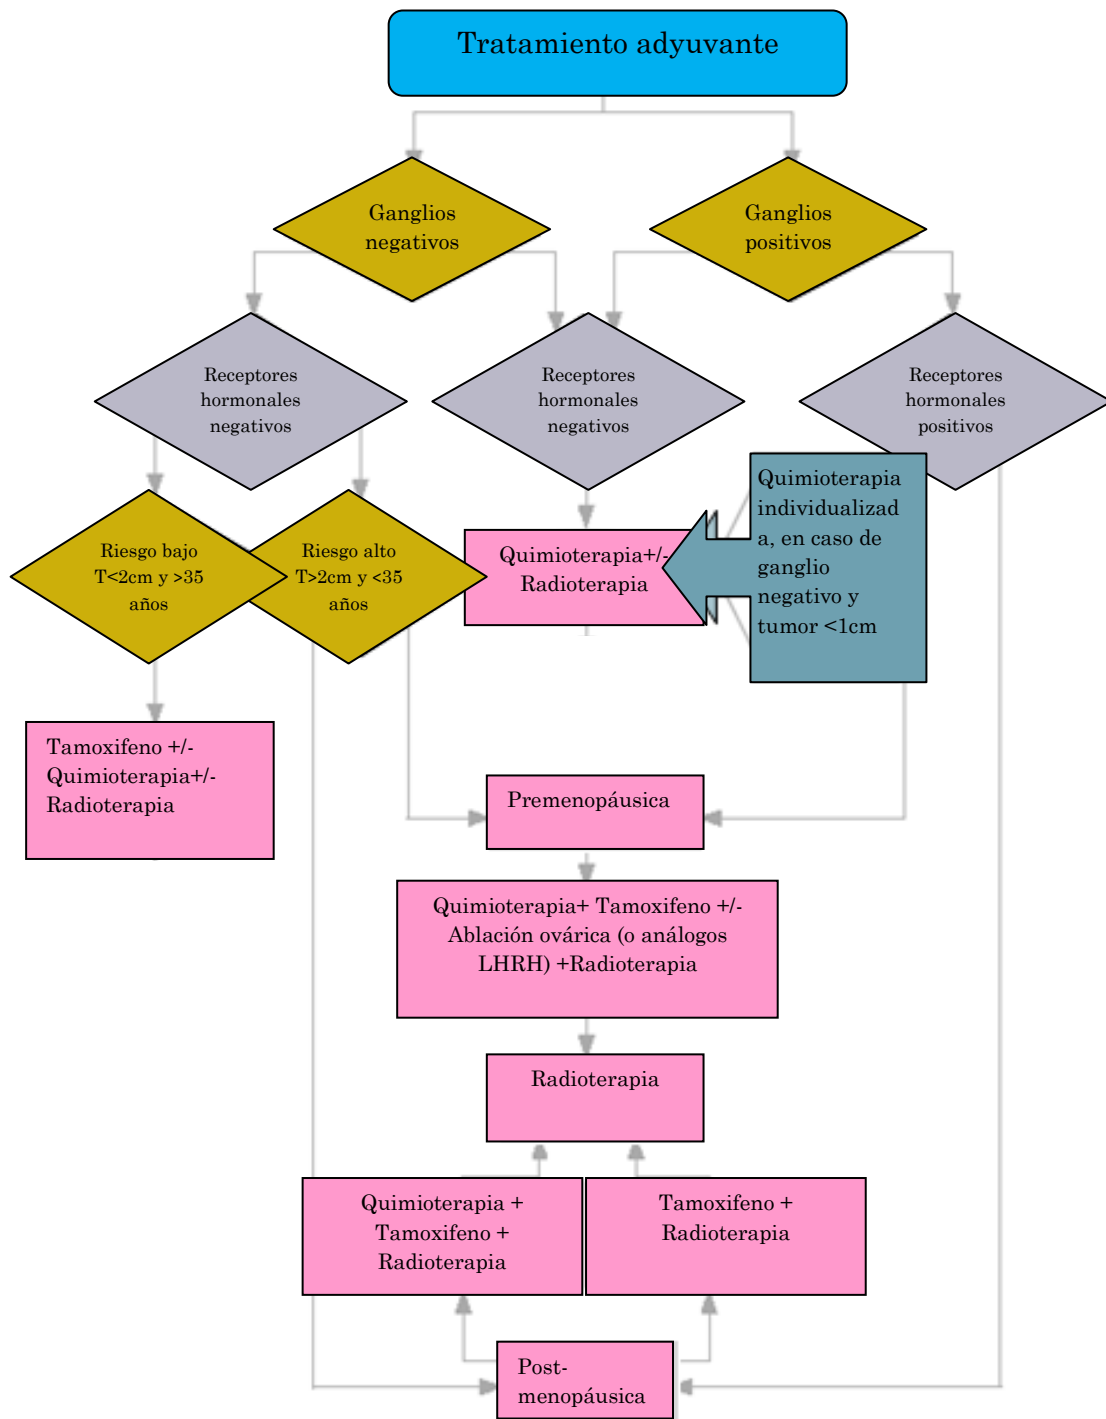 Tratamiento adyuvante
Ganglios
negativos
Ganglios
positivos
Receptores
hormonales
negativos
Receptores
hormonales
negativos
Receptores
hormonales
positivos
Riesgo bajo
T<2cm y >35
años
Riesgo alto
T>2cm y <35
años
Quimioterapia+/-
Radioterapia
Quimioterapia
individualizad
a, en caso de
ganglio
negativo y
tumor <1cm
Tamoxifeno +/-
Quimioterapia+/-
Radioterapia
Premenopáusica
Quimioterapia+ Tamoxifeno +/-
Ablación ovárica (o análogos
LHRH) +Radioterapia
Radioterapia
Quimioterapia +
Tamoxifeno +
Radioterapia
Tamoxifeno +
Radioterapia
Post-
menopáusica